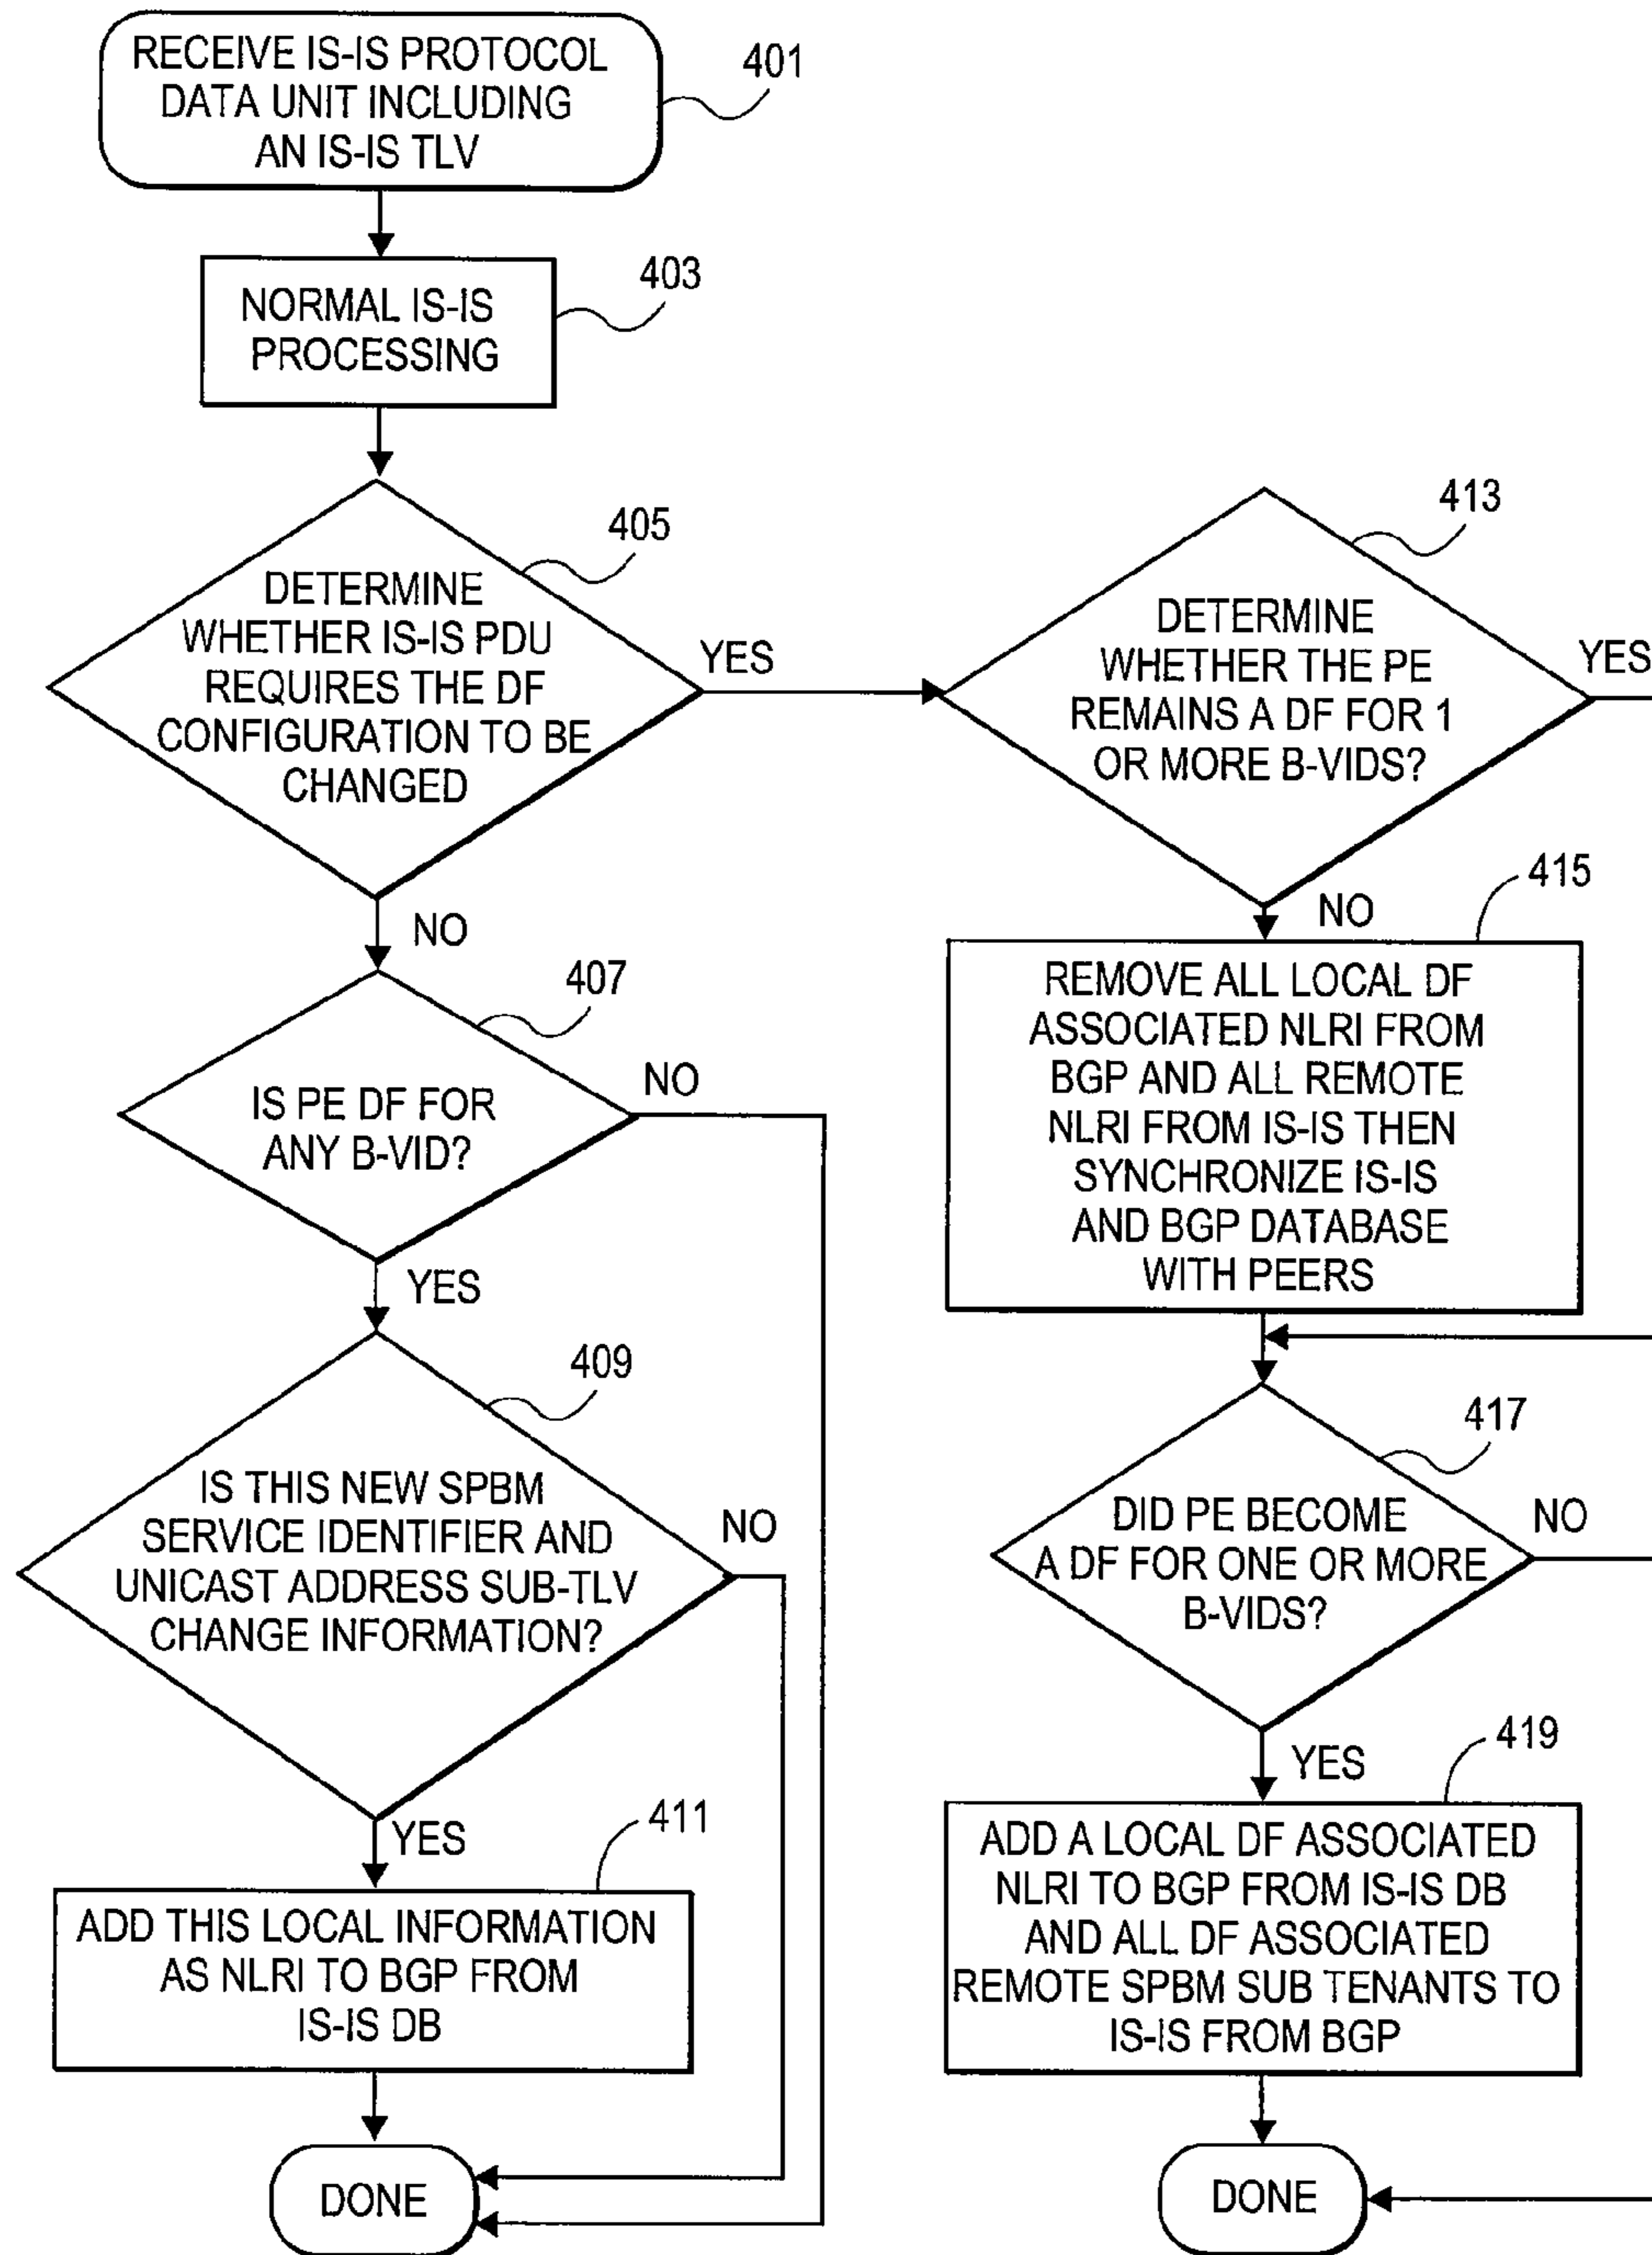 RECEIVE IS-IS PROTOCOL
DATA UNIT INCLUDING
AN IS-IS TLV
401
NORMAL IS-IS
PROCESSING
403
DETERMINE
WHETHER IS-IS PDU
REQUIRES THE DF
CONFIGURATION TO BE
CHANGED
405
YES
NO
IS PE DF FOR
ANY B-VID?
407
NO
YES
IS THIS NEW SPBM
SERVICE IDENTIFIER AND
UNICAST ADDRESS SUB-TLV
CHANGE INFORMATION?
409
NO
YES
ADD THIS LOCAL INFORMATION
AS NLRI TO BGP FROM
IS-IS DB
411
DONE
DETERMINE
WHETHER THE PE
REMAINS A DF FOR 1
OR MORE B-VIDS?
413
YES
NO
REMOVE ALL LOCAL DF
ASSOCIATED NLRI FROM
BGP AND ALL REMOTE
NLRI FROM IS-IS THEN
SYNCHRONIZE IS-IS
AND BGP DATABASE
WITH PEERS
415
DID PE BECOME
A DF FOR ONE OR MORE
B-VIDS?
417
NO
YES
ADD A LOCAL DF ASSOCIATED
NLRI TO BGP FROM IS-IS DB
AND ALL DF ASSOCIATED
REMOTE SPBM SUB TENANTS TO
IS-IS FROM BGP
419
DONE